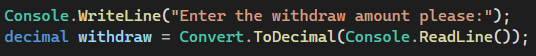 Console.WriteLine("Enter the withdraw amount please:");
decimal withdraw = Convert.ToDecimal(Console.ReadLine());